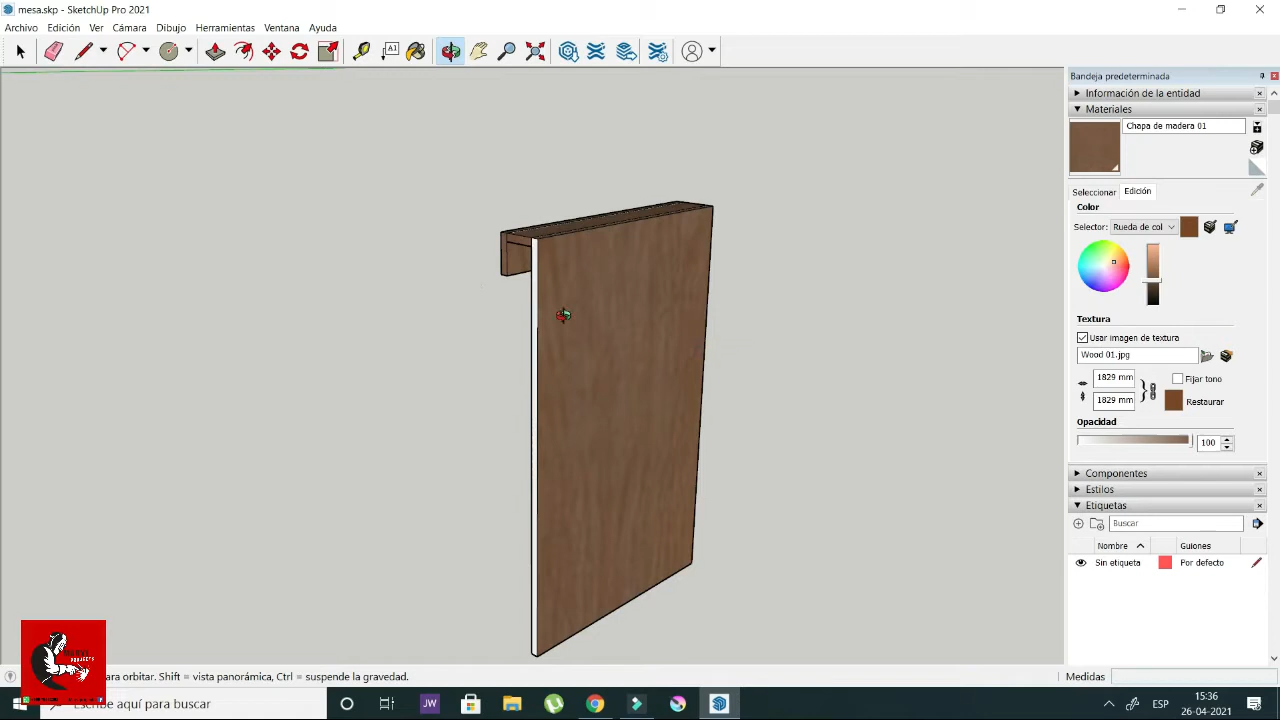 mesa.skp - SketchUp Pro 2021
Archivo Edición Ver Cámara Dibujo Herramientas Ventana Ayuda
A1
Bandeja predeterminada
Información de la entidad
Materiales
Chapa de madera 01
Seleccionar Edición
Color
Selector: Rueda de col
Textura
Usar imagen de textura
Wood 01.jpg
1829 mm Fijar tono
1829 mm Restaurar
Opacidad
100
Componentes
Estilos
Etiquetas
Buscar
Nombre Guiones
Sin etiqueta Por defecto
para orbitar. Shift = vista panorámica, Ctrl = suspende la gravedad.
Medidas
Escribe aquí para buscar
JW
ESP
15:36
26-04-2021